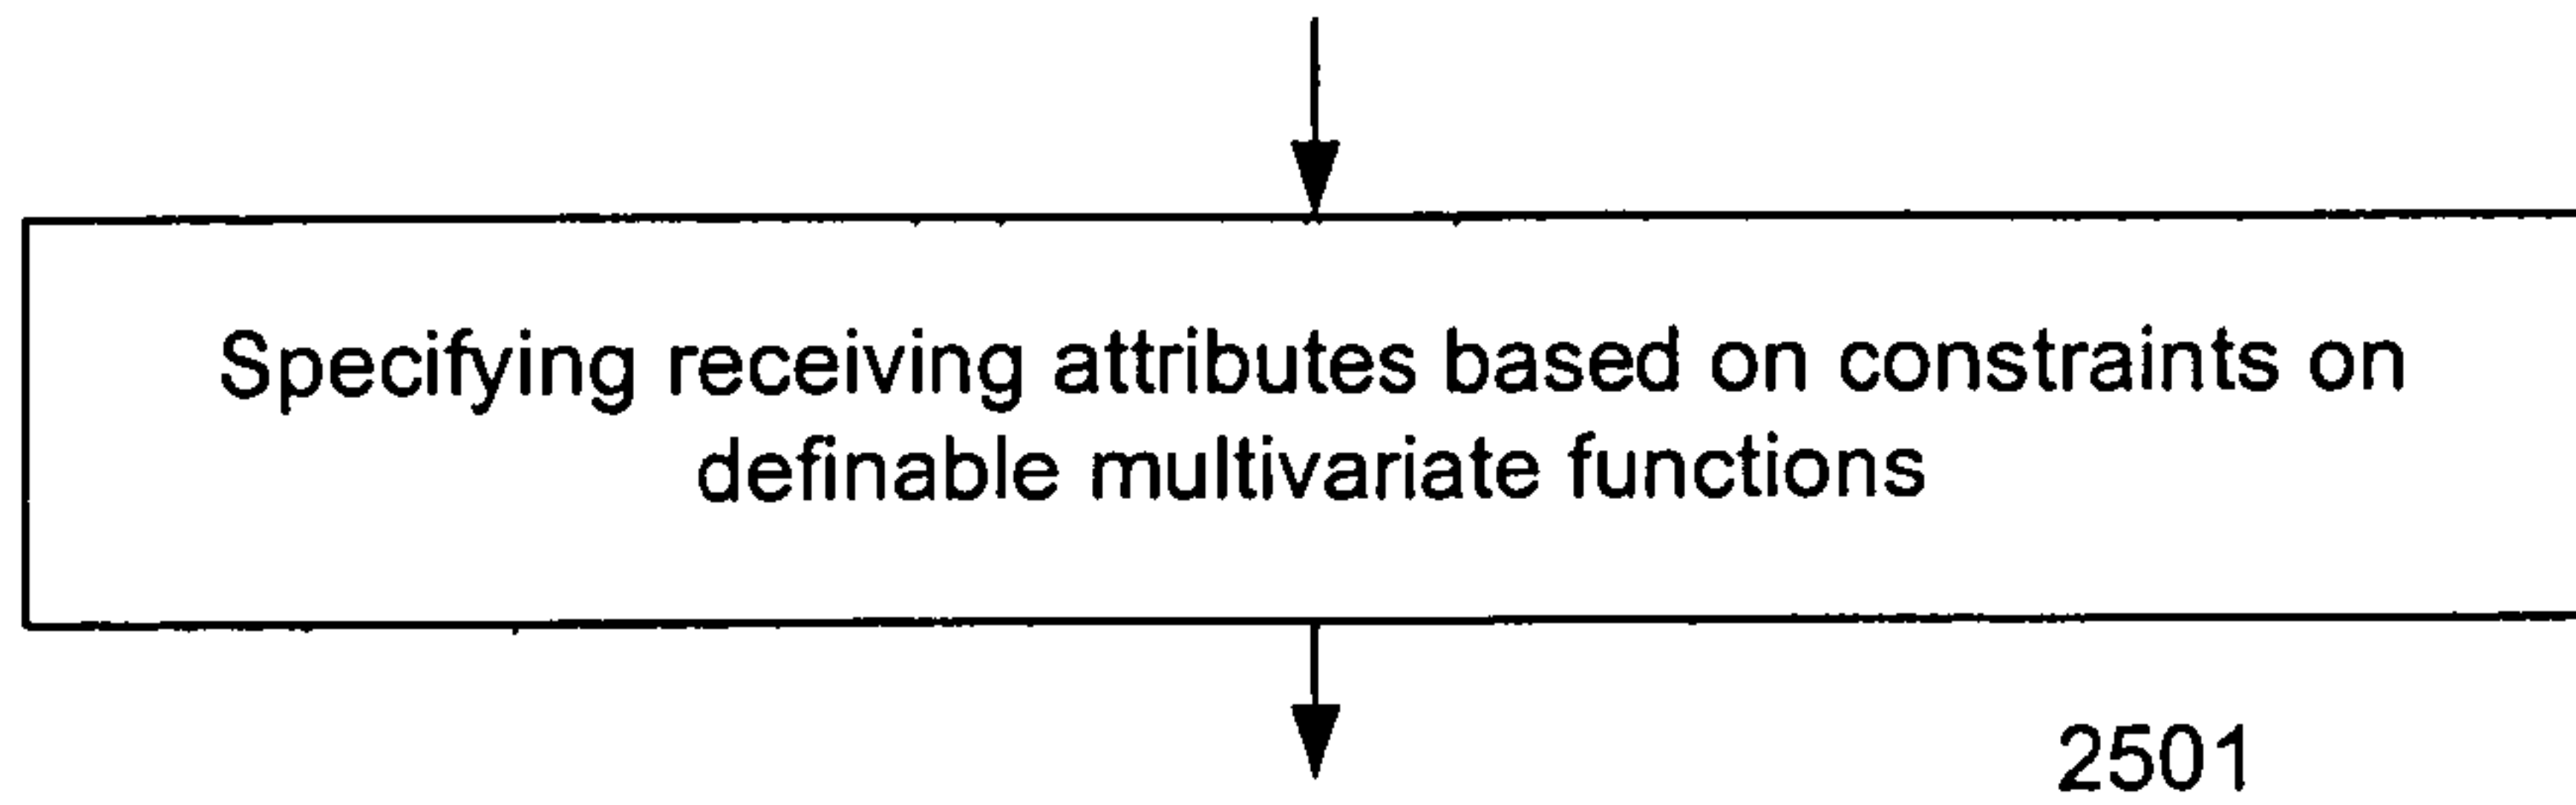 Specifying receiving attributes based on constraints on
definable multivariate functions
2501